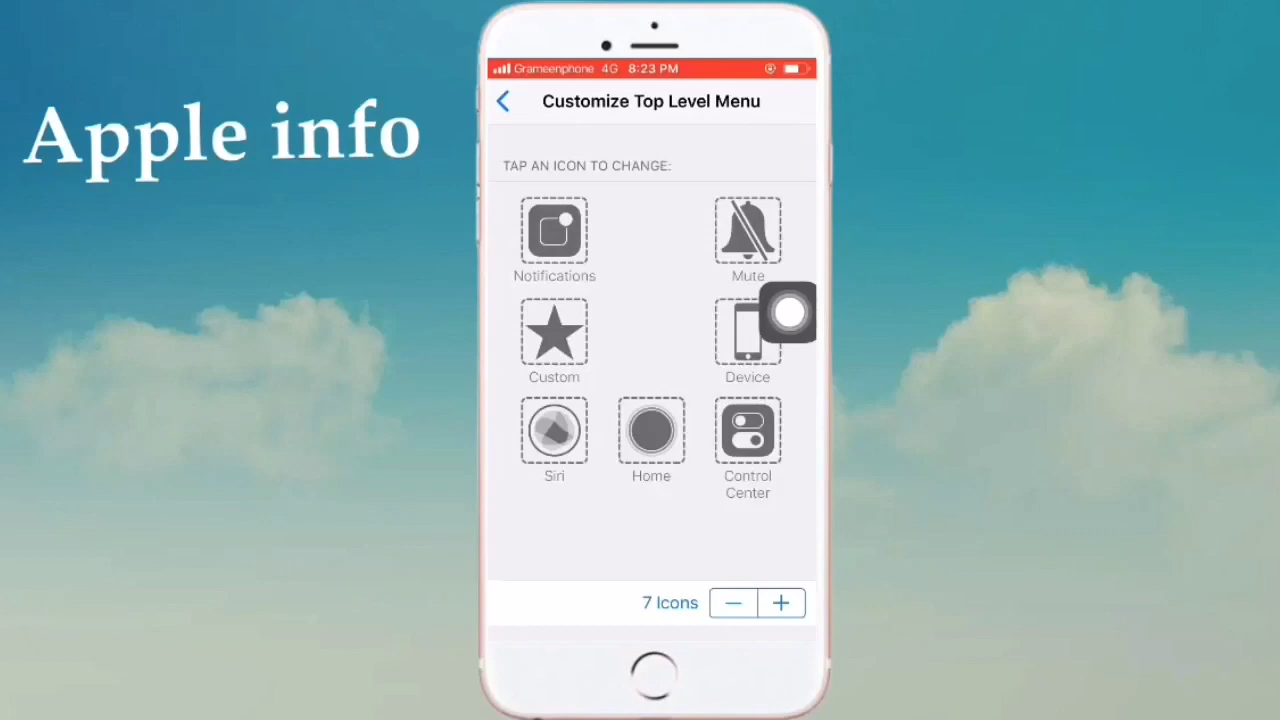 Apple info
Grameenphone 4G 8:23 PM
Customize Top Level Menu
TAP AN ICON TO CHANGE:
Notifications
Mute
Custom
Device
Siri
Home
Control
Center
7 Icons